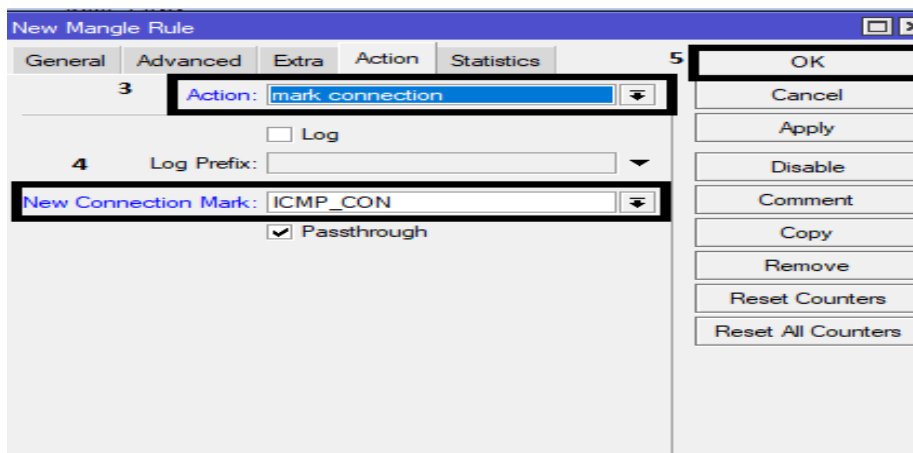 New Mangle Rule
General Advanced Extra Action Statistics 5 OK
3 Action: mark connection Cancel
Log Apply
4 Log Prefix: Disable
New Connection Mark: ICMP_CON Comment
Passthrough Copy
Remove
Reset Counters
Reset All Counters